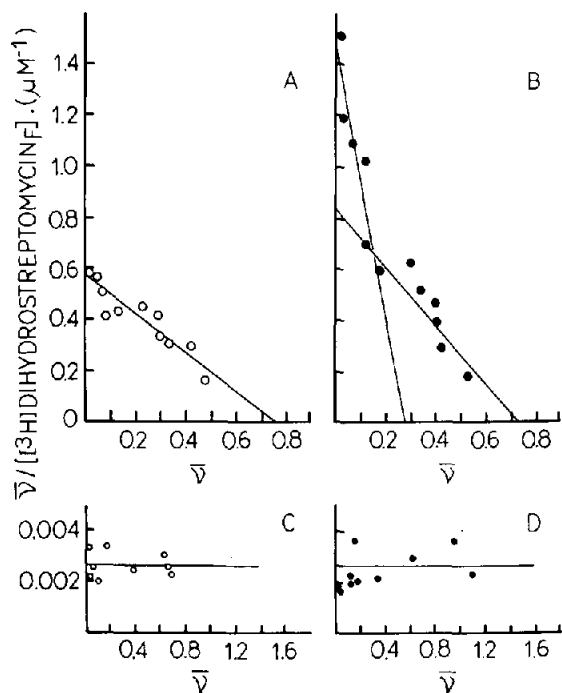 ν̅/[[³H]DIHYDROSTREPTOMYCIN_F].(μM⁻¹)
A
B
1.4
1.2
1.0
0.8
0.6
0.4
0.2
0
0.2 0.4 0.6 0.8
ν̅
0.2 0.4 0.6 0.8
ν̅
C
D
0.004
0.002
0.4 0.8 1.2 1.6
ν̅
0.4 0.8 1.2 1.6
ν̅